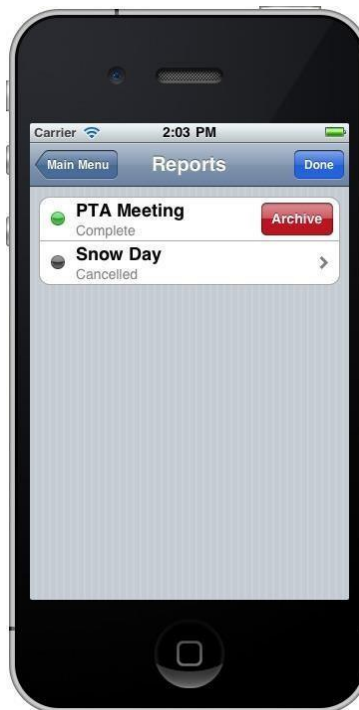 Carrier 2:03 PM
Main Menu Reports Done
PTA Meeting
Complete
Archive
Snow Day
Cancelled